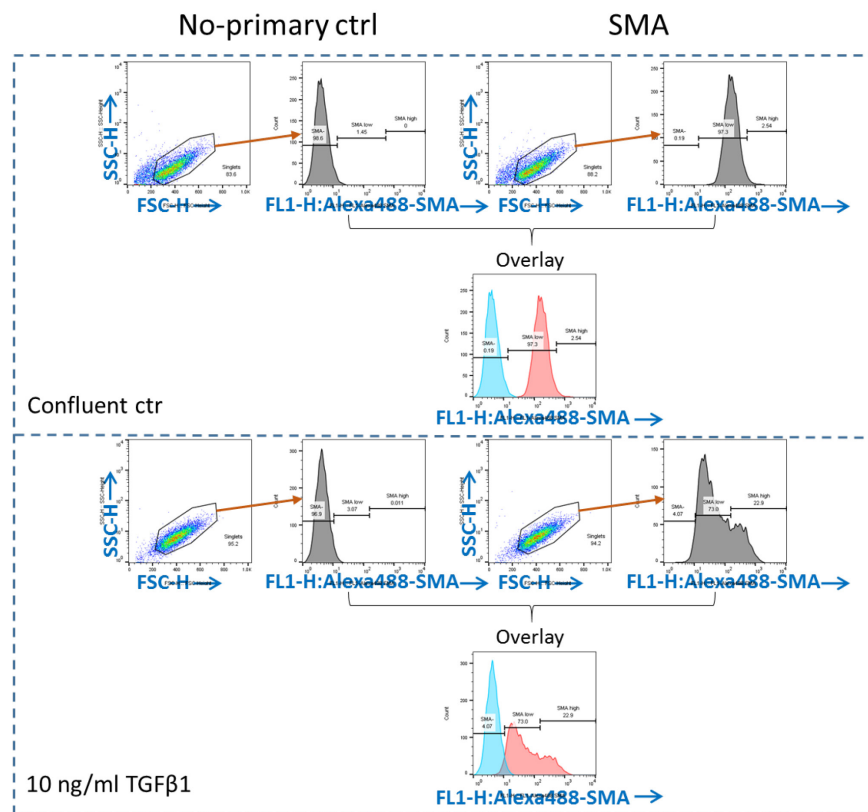 No-primary ctrl SMA
SSC-H
Singlets
83.6
FSC-H
Count
SMA-
98.6
SMA low
1.45
SMA high
0
FL1-H:Alexa488-SMA
SSC-H
Singlets
88.2
FSC-H
Count
SMA-
0.19
SMA low
97.3
SMA high
2.54
FL1-H:Alexa488-SMA
Overlay
Count
SMA-
0.19
SMA low
97.3
SMA high
2.54
FL1-H:Alexa488-SMA
Confluent ctr
SSC-H
Singlets
95.2
FSC-H
Count
SMA-
96.9
SMA low
3.07
SMA high
0.011
FL1-H:Alexa488-SMA
SSC-H
Singlets
94.2
FSC-H
Count
SMA-
4.07
SMA low
73.0
SMA high
22.9
FL1-H:Alexa488-SMA
Overlay
Count
SMA-
4.07
SMA low
73.0
SMA high
22.9
FL1-H:Alexa488-SMA
10 ng/ml TGFβ1